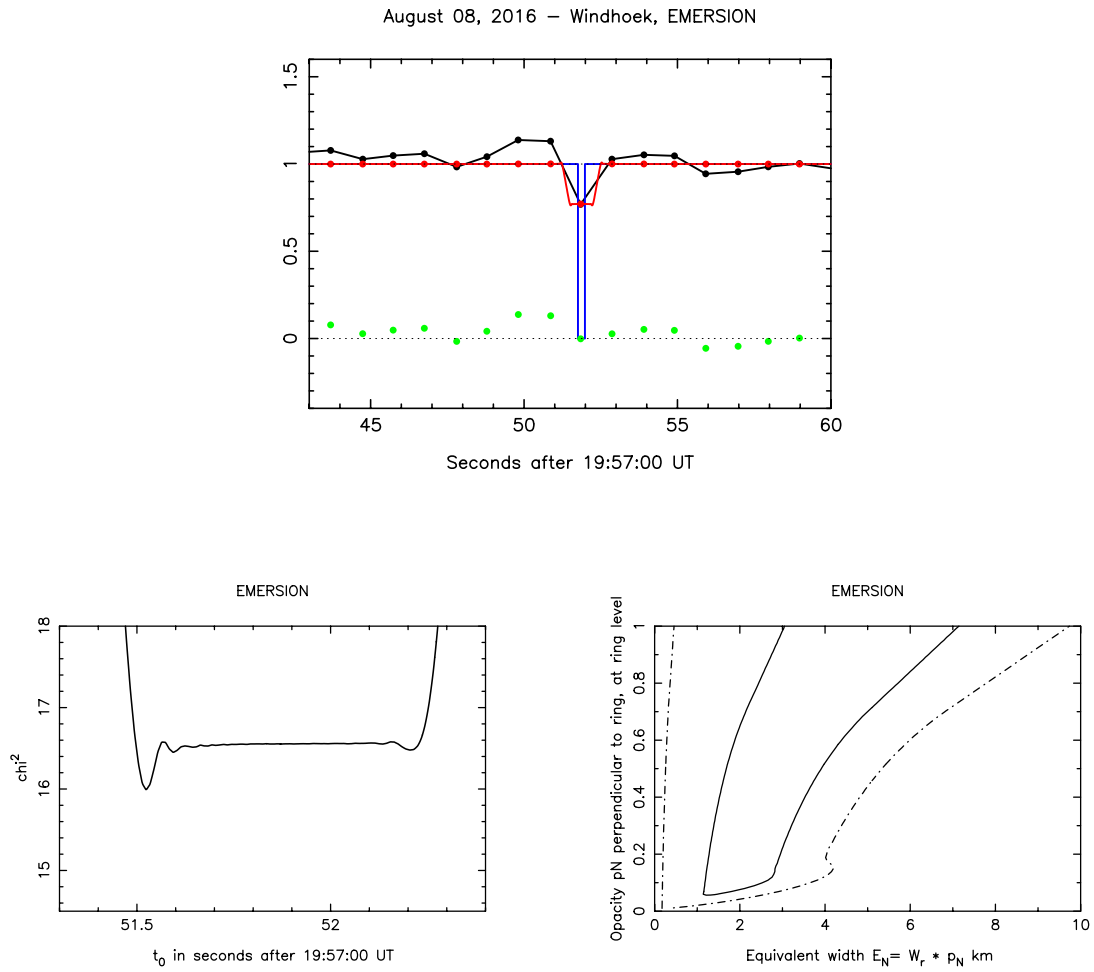 August 08, 2016 – Windhoek, EMERSION
1.5
1
0.5
0
45 50 55 60
Seconds after 19:57:00 UT
EMERSION
18
17
16
15
chi²
51.5 52
t₀ in seconds after 19:57:00 UT
EMERSION
1
0.8
0.6
0.4
0.2
0
Opacity pN perpendicular to ring, at ring level
0 2 4 6 8 10
Equivalent width E_N= W_r * p_N km